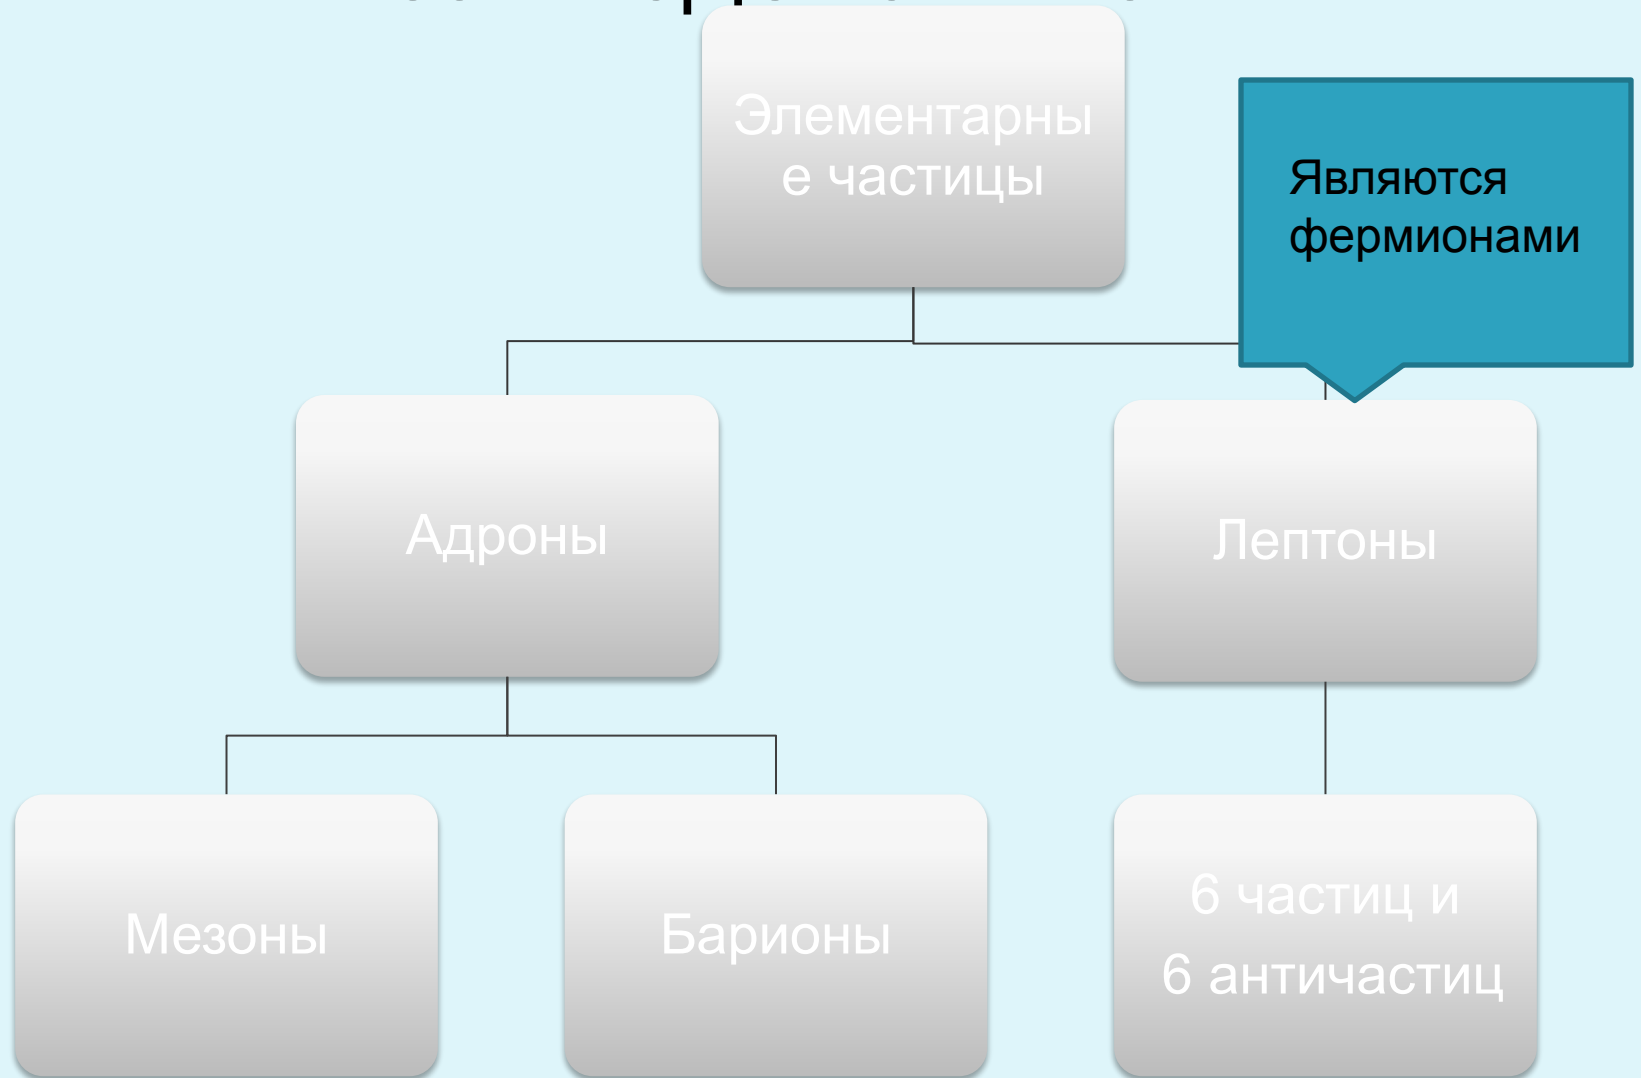 Элементарны
е частицы
Являются
фермионами
Адроны
Лептоны
Мезоны
Барионы
6 частиц и
6 античастиц